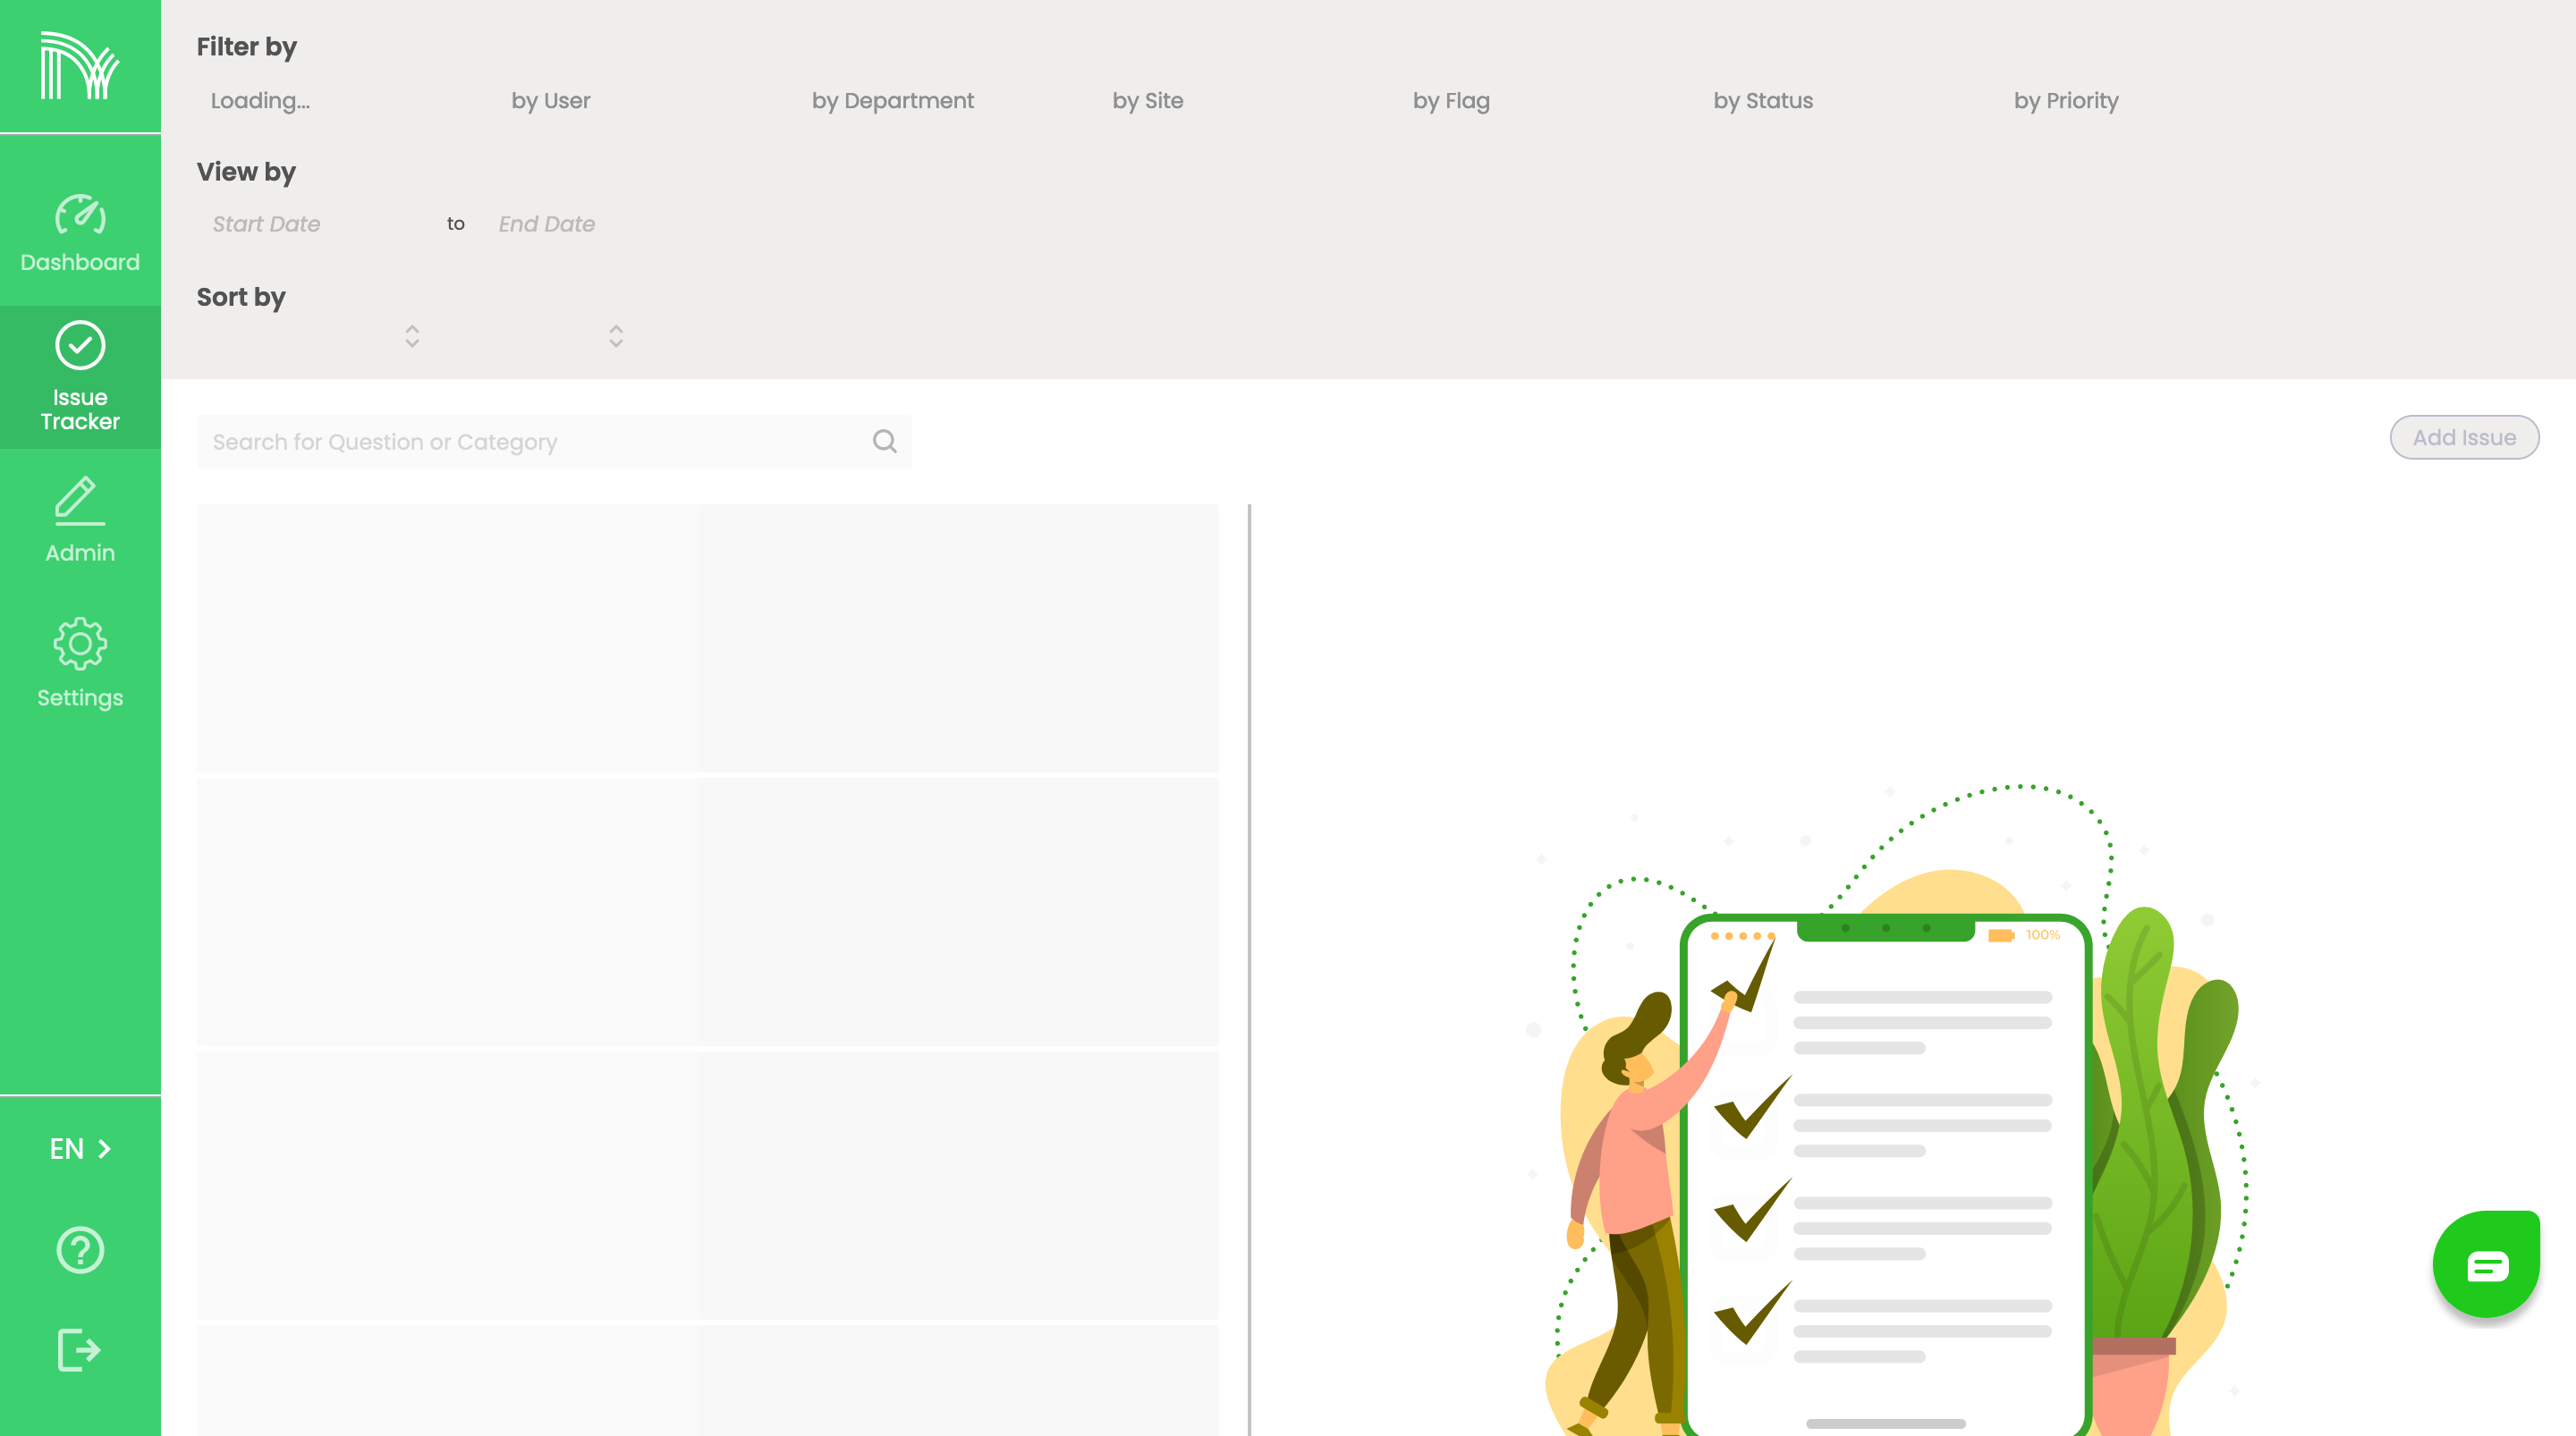 Filter by
Loading...
by User
by Department
by Site
by Flag
by Status
by Priority
View by
Start Date
to
End Date
Sort by
Dashboard
Issue
Tracker
Admin
Settings
EN
Search for Question or Category
Add Issue
100%